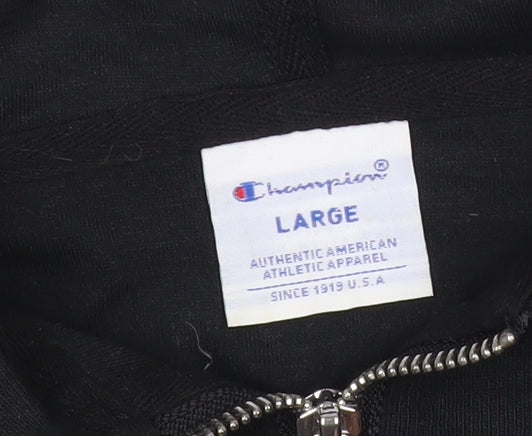 Champion®
LARGE
AUTHENTIC AMERICAN
ATHLETIC APPAREL
SINCE 1919 U.S.A